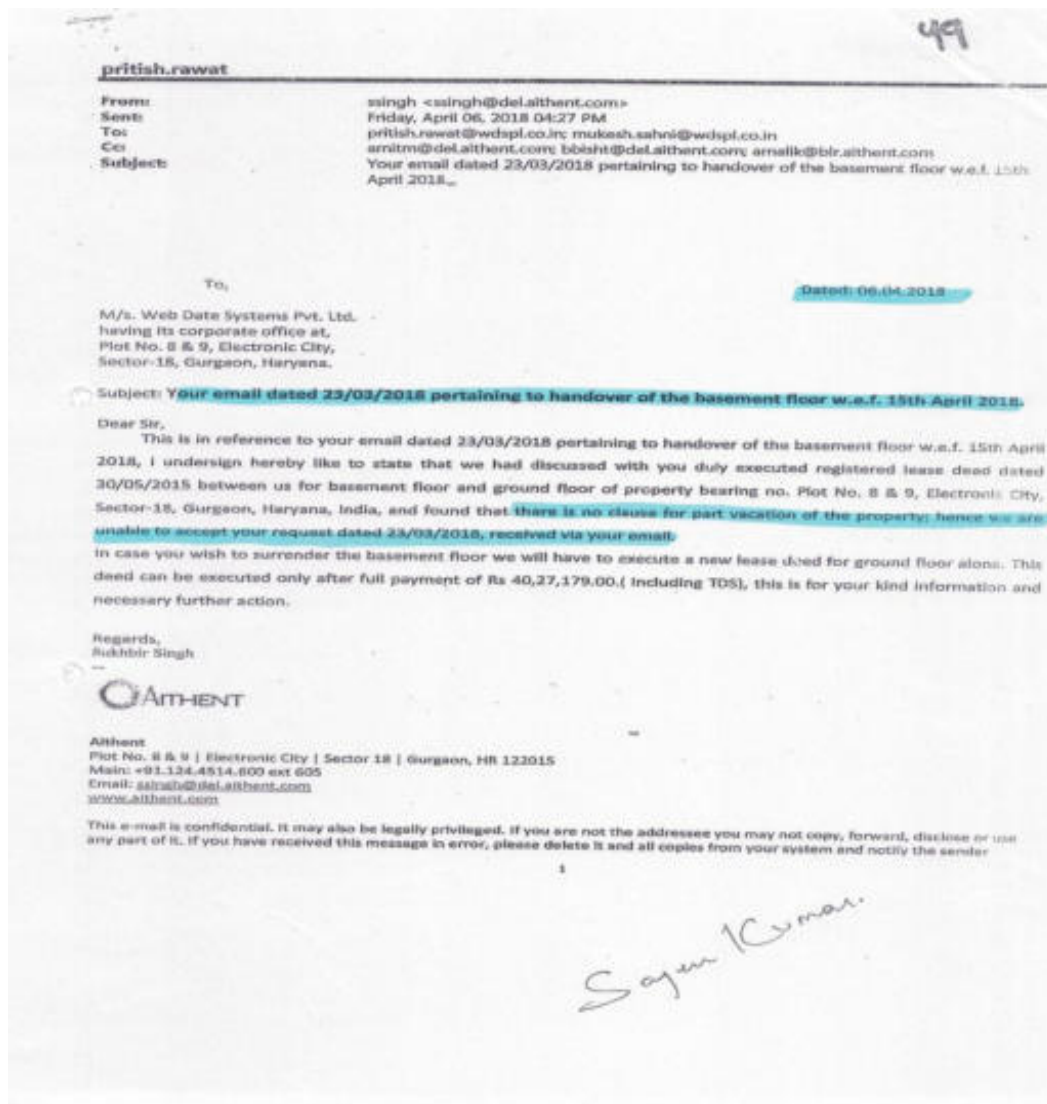 49
pritish.rawat
From: ssingh <ssingh@del.aithent.com>
Sent: Friday, April 06, 2018 04:27 PM
To: pritish.rawat@wdspl.co.in; mukesh.sahni@wdspl.co.in
Cc: amitm@del.aithent.com; bbisht@del.aithent.com; amalik@blr.aithent.com
Subject: Your email dated 23/03/2018 pertaining to handover of the basement floor w.e.f. 15th
April 2018._
To,
Dated: 06.04.2018
M/s. Web Date Systems Pvt. Ltd.
having its corporate office at,
Plot No. 8 & 9, Electronic City,
Sector-18, Gurgaon, Haryana.
Subject: Your email dated 23/03/2018 pertaining to handover of the basement floor w.e.f. 15th April 2018.
Dear Sir,
This is in reference to your email dated 23/03/2018 pertaining to handover of the basement floor w.e.f. 15th April
2018, I undersign hereby like to state that we had discussed with you duly executed registered lease deed dated
30/05/2015 between us for basement floor and ground floor of property bearing no. Plot No. 8 & 9, Electronic City,
Sector-18, Gurgaon, Haryana, India, and found that there is no clause for part vacation of the property; hence we are
unable to accept your request dated 23/03/2018, received via your email.
In case you wish to surrender the basement floor we will have to execute a new lease deed for ground floor alone. This
deed can be executed only after full payment of Rs 40,27,179.00.( Including TDS), this is for your kind information and
necessary further action.
Regards,
Sukhbir Singh
--
AITHENT
Aithent
Plot No. 8 & 9 | Electronic City | Sector 18 | Gurgaon, HR 122015
Main: +91.124.4514.600 ext 605
Email: ssingh@del.aithent.com
www.aithent.com
This e-mail is confidential. It may also be legally privileged. If you are not the addressee you may not copy, forward, disclose or use
any part of it. If you have received this message in error, please delete it and all copies from your system and notify the sender
1
Kumar.